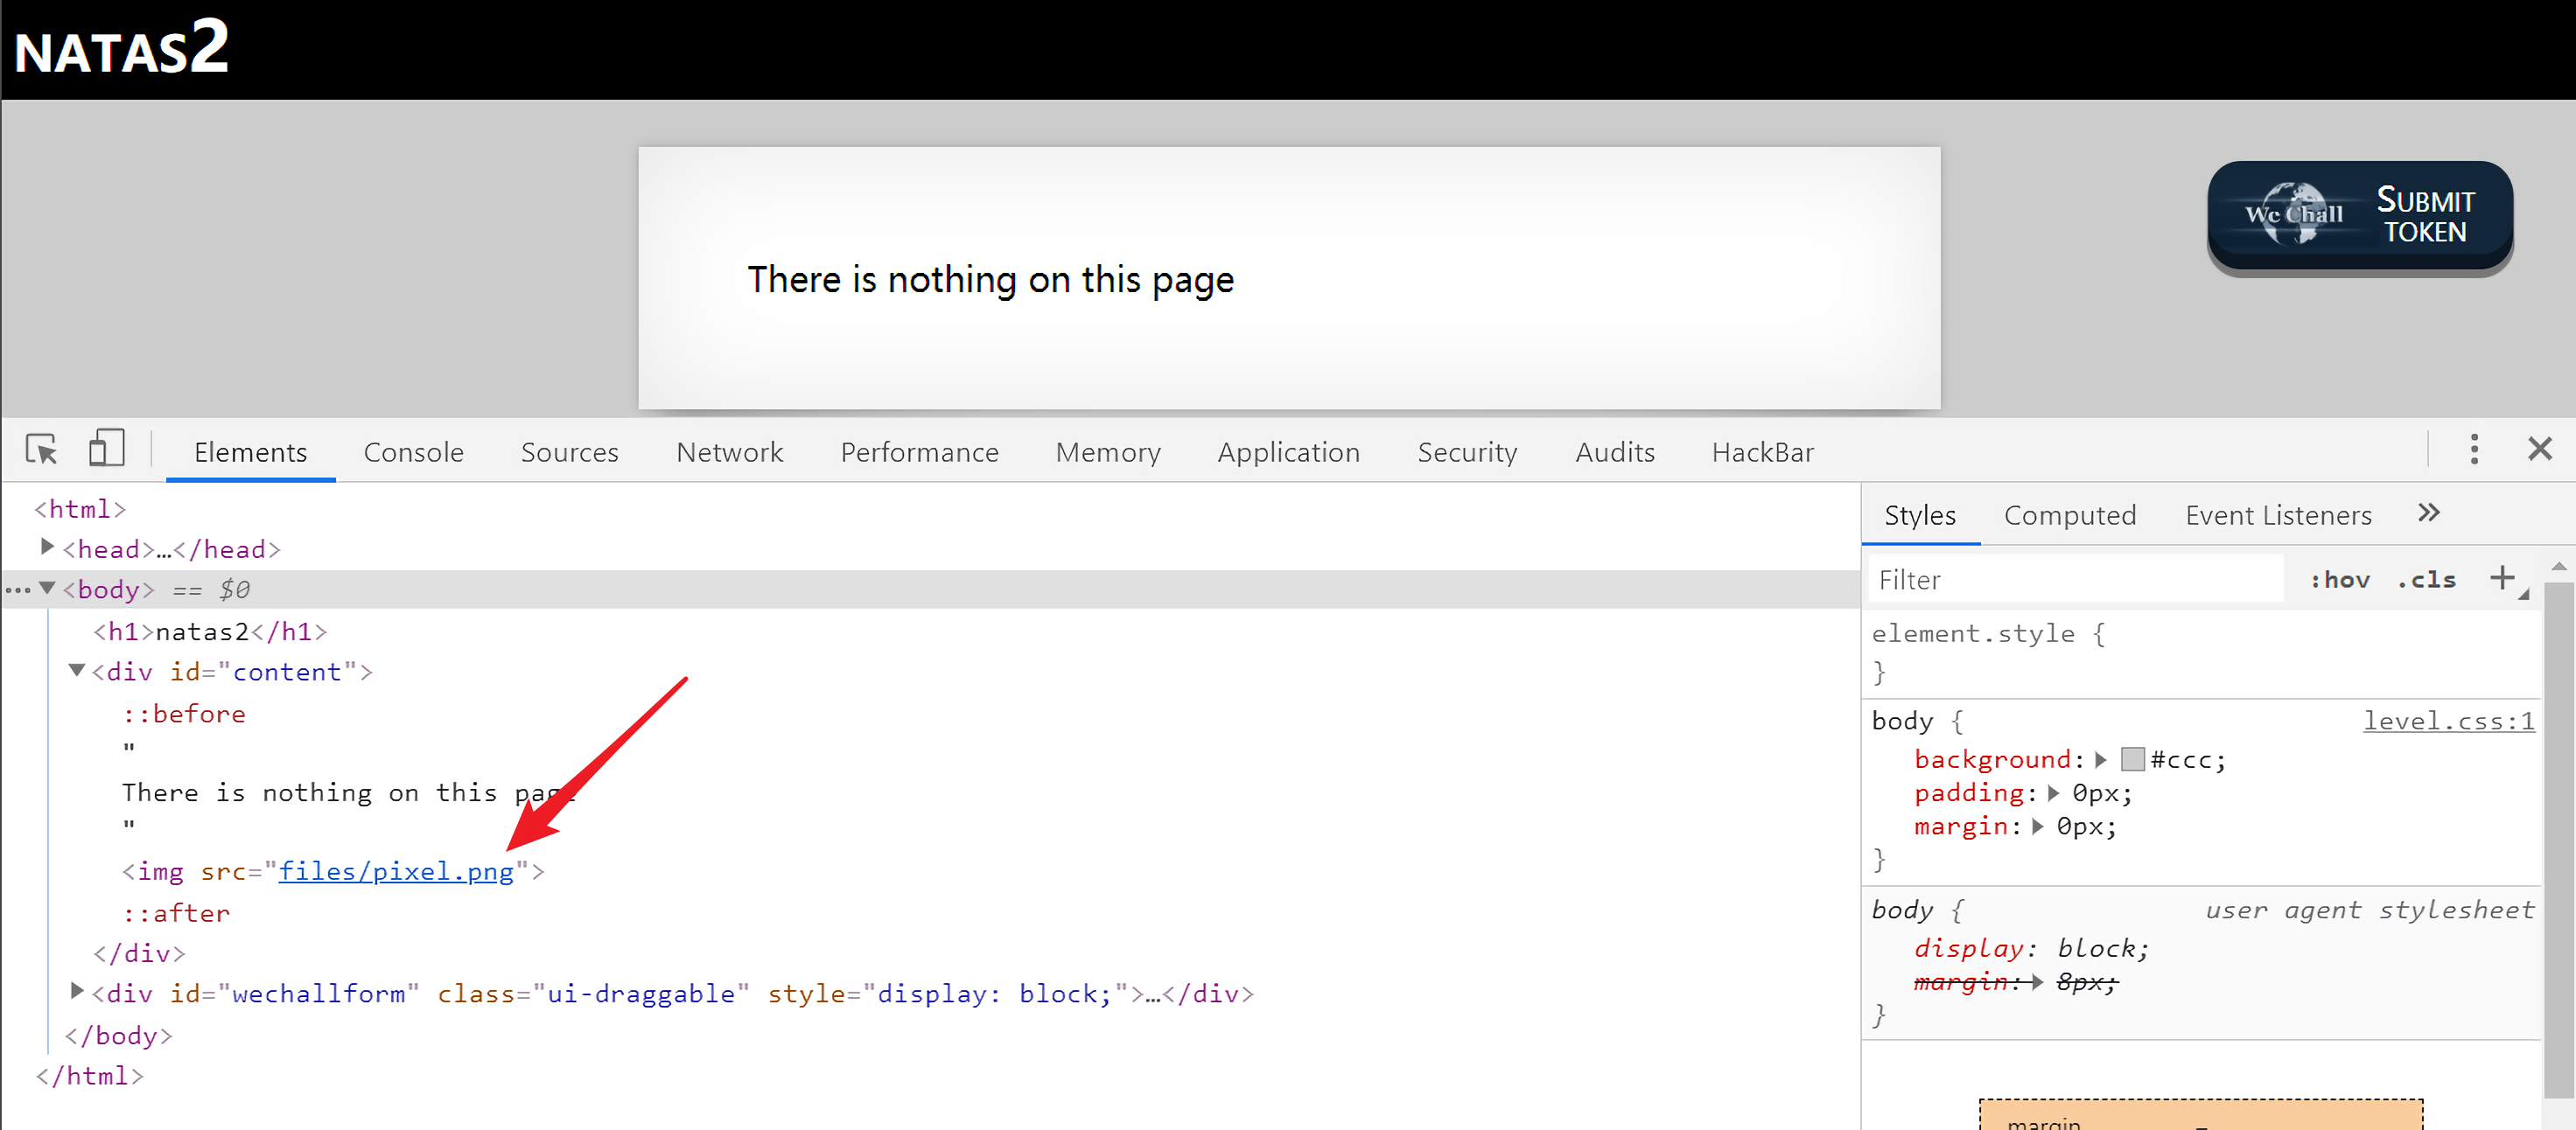 NATAS2
There is nothing on this page
We Chall
SUBMIT
TOKEN
Elements Console Sources Network Performance Memory Application Security Audits HackBar
<html>
<head>…</head>
<body> == $0
<h1>natas2</h1>
<div id="content">
::before
"
There is nothing on this page
"
<img src="files/pixel.png">
::after
</div>
<div id="wechallform" class="ui-draggable" style="display: block;">…</div>
</body>
</html>
Styles Computed Event Listeners »
Filter :hov .cls +
element.style {
}
body { level.css:1
background: #ccc;
padding: 0px;
margin: 0px;
}
body { user agent stylesheet
display: block;
margin: 8px;
}
margin